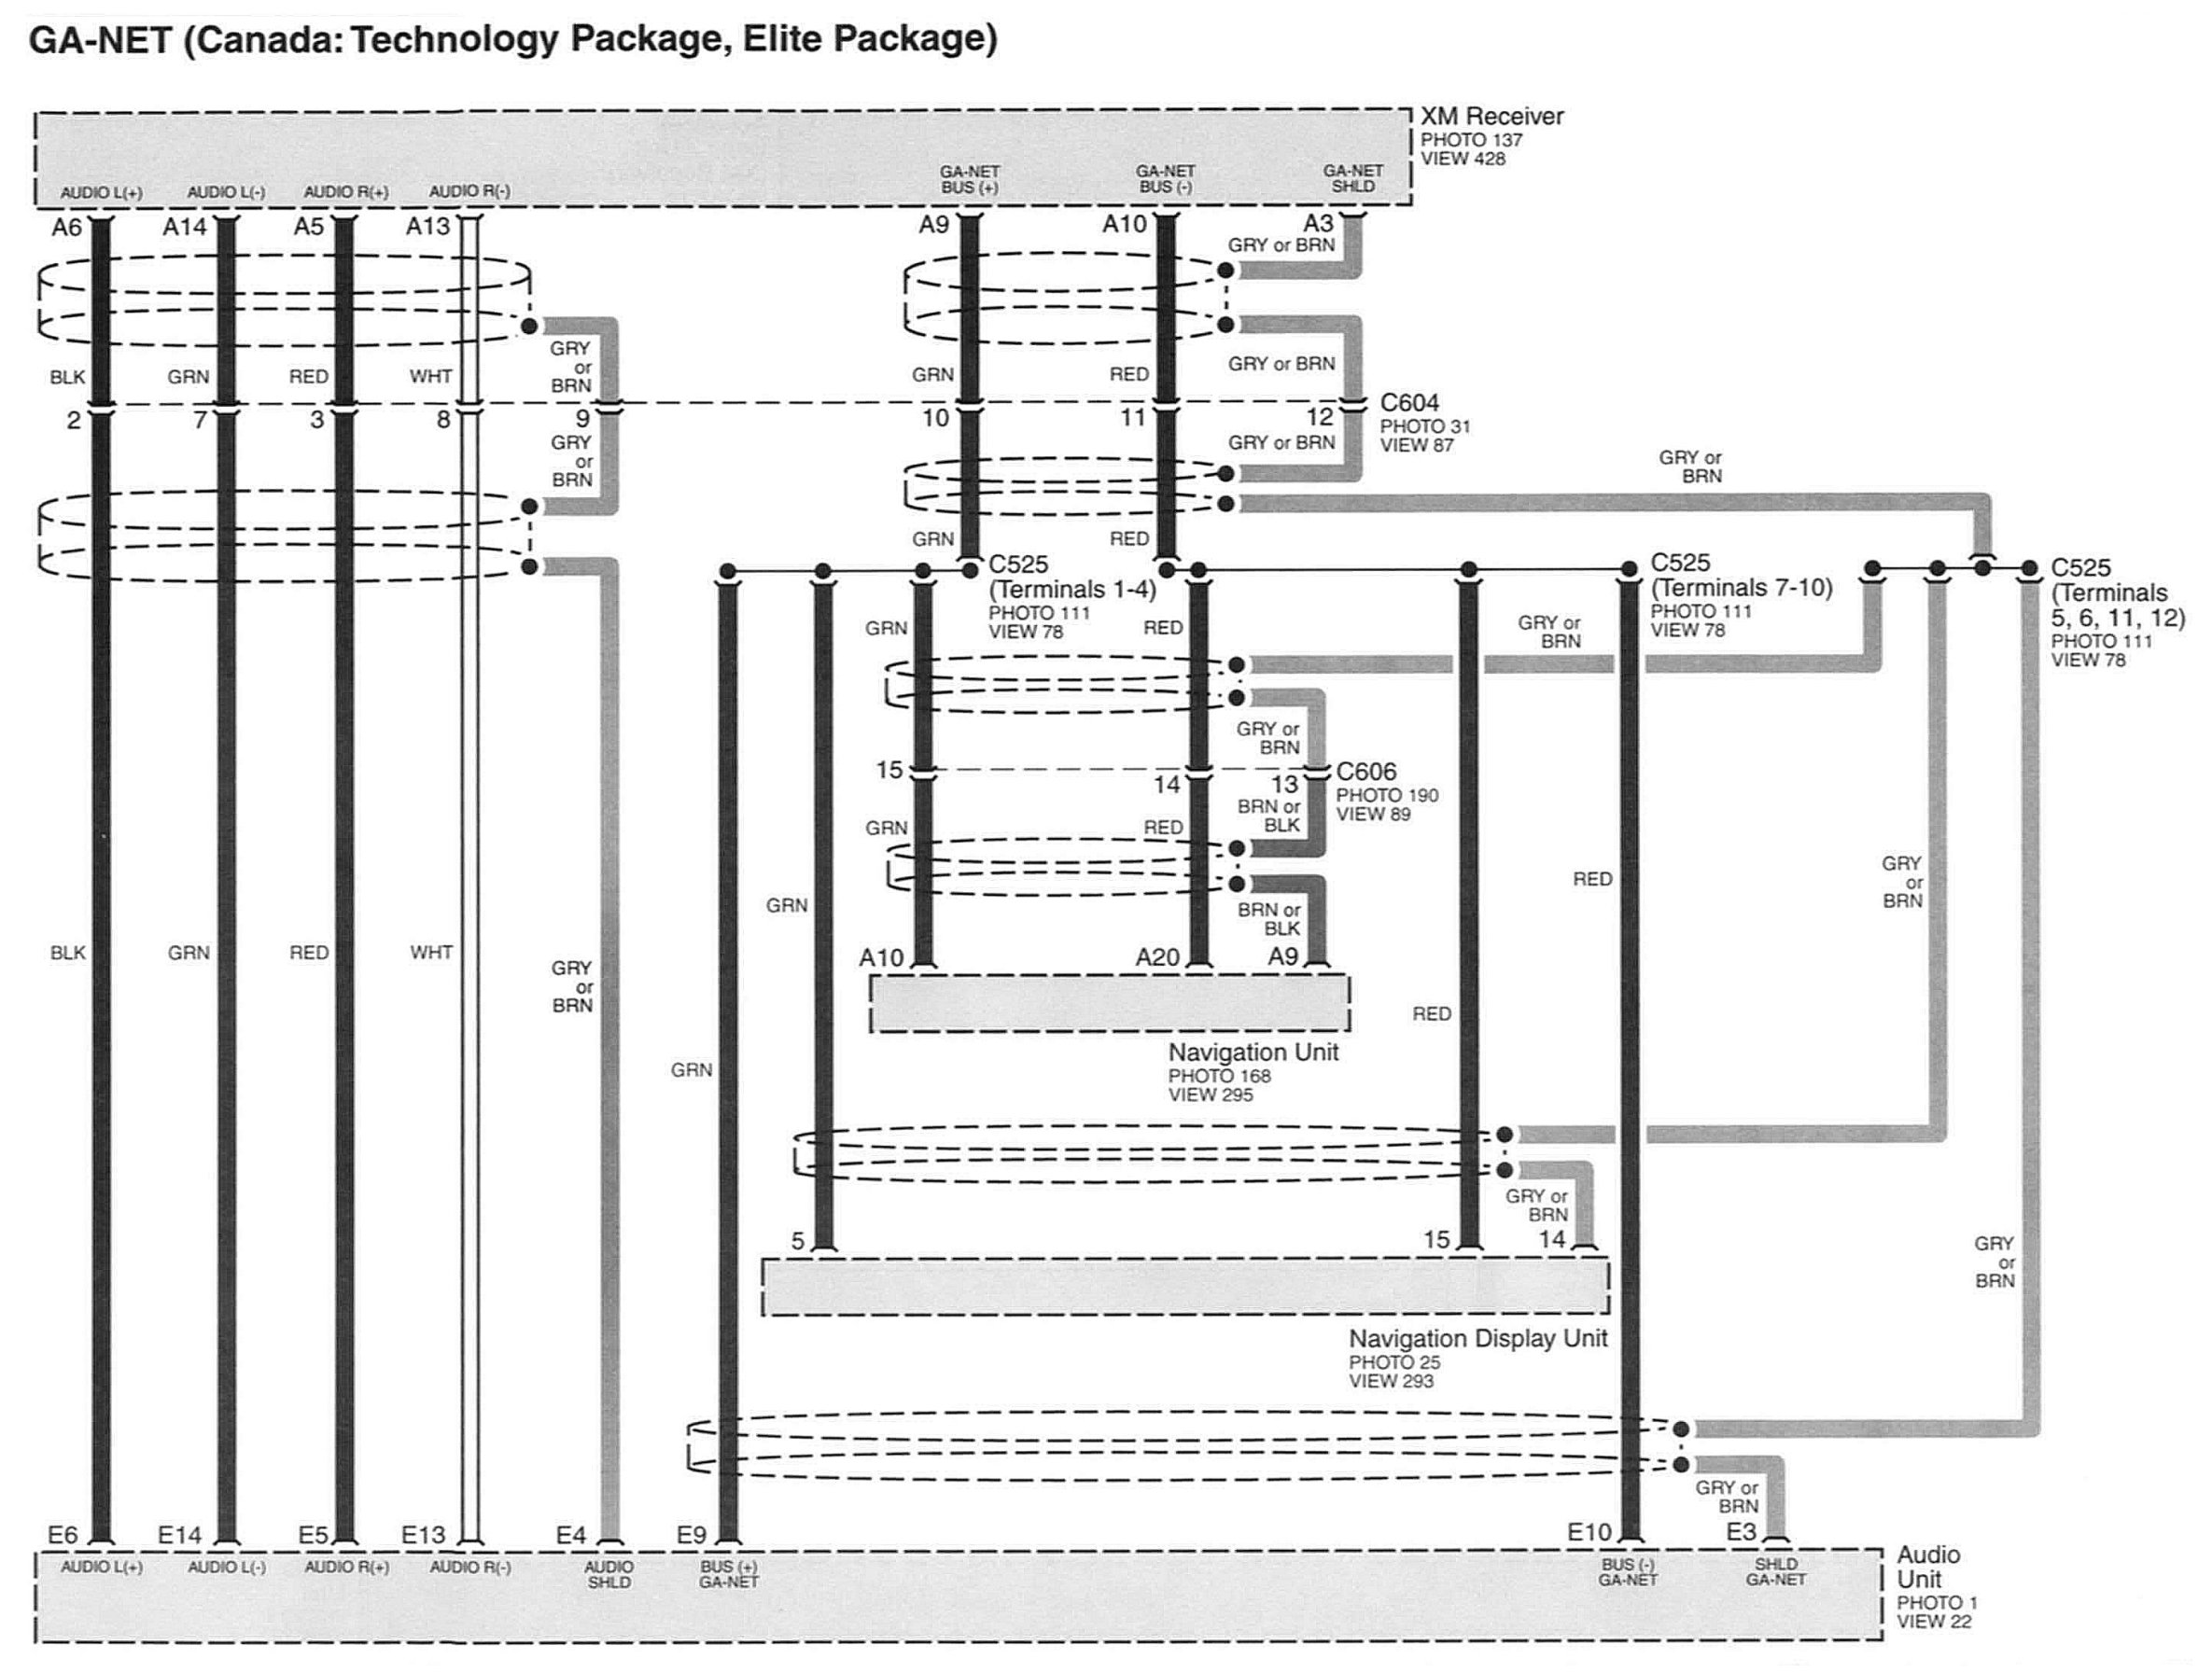 GA-NET (Canada: Technology Package, Elite Package)
XM Receiver
PHOTO 137
VIEW 428
AUDIO L(+)
AUDIO L(-)
AUDIO R(+)
AUDIO R(-)
GA-NET
BUS (+)
GA-NET
BUS (-)
GA-NET
SHLD
A6
A14
A5
A13
A9
A10
A3
GRY or BRN
GRY
or
BRN
GRY or BRN
BLK
GRN
RED
WHT
GRN
RED
2
7
3
8
9
10
11
12
C604
PHOTO 31
VIEW 87
GRY
or
BRN
GRY or BRN
GRY or
BRN
GRN
RED
C525
(Terminals 1-4)
PHOTO 111
VIEW 78
C525
(Terminals 7-10)
PHOTO 111
VIEW 78
C525
(Terminals
5, 6, 11, 12)
PHOTO 111
VIEW 78
GRN
RED
GRY or
BRN
GRY or
BRN
15
14
13
C606
PHOTO 190
VIEW 89
GRN
RED
BRN or
BLK
GRN
RED
GRY
or
BRN
BRN or
BLK
BLK
GRN
RED
WHT
GRY
or
BRN
A10
A20
A9
RED
Navigation Unit
PHOTO 168
VIEW 295
GRN
GRY or
BRN
5
15
14
GRY
or
BRN
Navigation Display Unit
PHOTO 25
VIEW 293
GRY or
BRN
E6
E14
E5
E13
E4
E9
E10
E3
AUDIO L(+)
AUDIO L(-)
AUDIO R(+)
AUDIO R(-)
AUDIO
SHLD
BUS (+)
GA-NET
BUS (-)
GA-NET
SHLD
GA-NET
Audio
Unit
PHOTO 1
VIEW 22